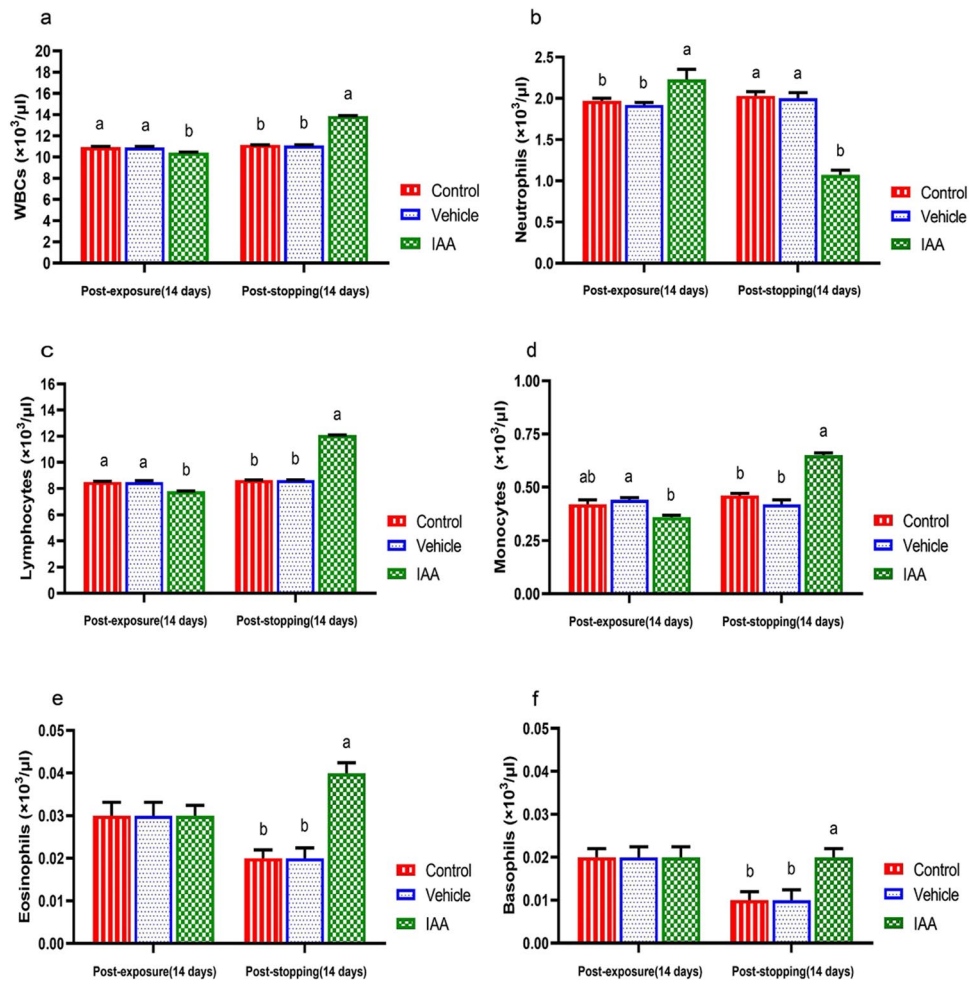 a
WBCs (×10³/µl)
20
18
16
14
12
10
8
6
4
2
0
a a b b b a
Post-exposure(14 days) Post-stopping(14 days)
Control
Vehicle
IAA
b
Neutrophils (×10³/µl)
2.5
2.0
1.5
1.0
0.5
0.0
b b a a a b
Post-exposure(14 days) Post-stopping(14 days)
Control
Vehicle
IAA
c
Lymphocytes (×10³/µl)
16
14
12
10
8
6
4
2
0
a a b b b a
Post-exposure(14 days) Post-stopping(14 days)
Control
Vehicle
IAA
d
Monocytes (×10³/µl)
1.00
0.75
0.50
0.25
0.00
ab a b b b a
Post-exposure(14 days) Post-stopping(14 days)
Control
Vehicle
IAA
e
Eosinophils (×10³/µl)
0.05
0.04
0.03
0.02
0.01
0.00
b b a
Post-exposure(14 days) Post-stopping(14 days)
Control
Vehicle
IAA
f
Basophils (×10³/µl)
0.05
0.04
0.03
0.02
0.01
0.00
b b a
Post-exposure(14 days) Post-stopping(14 days)
Control
Vehicle
IAA